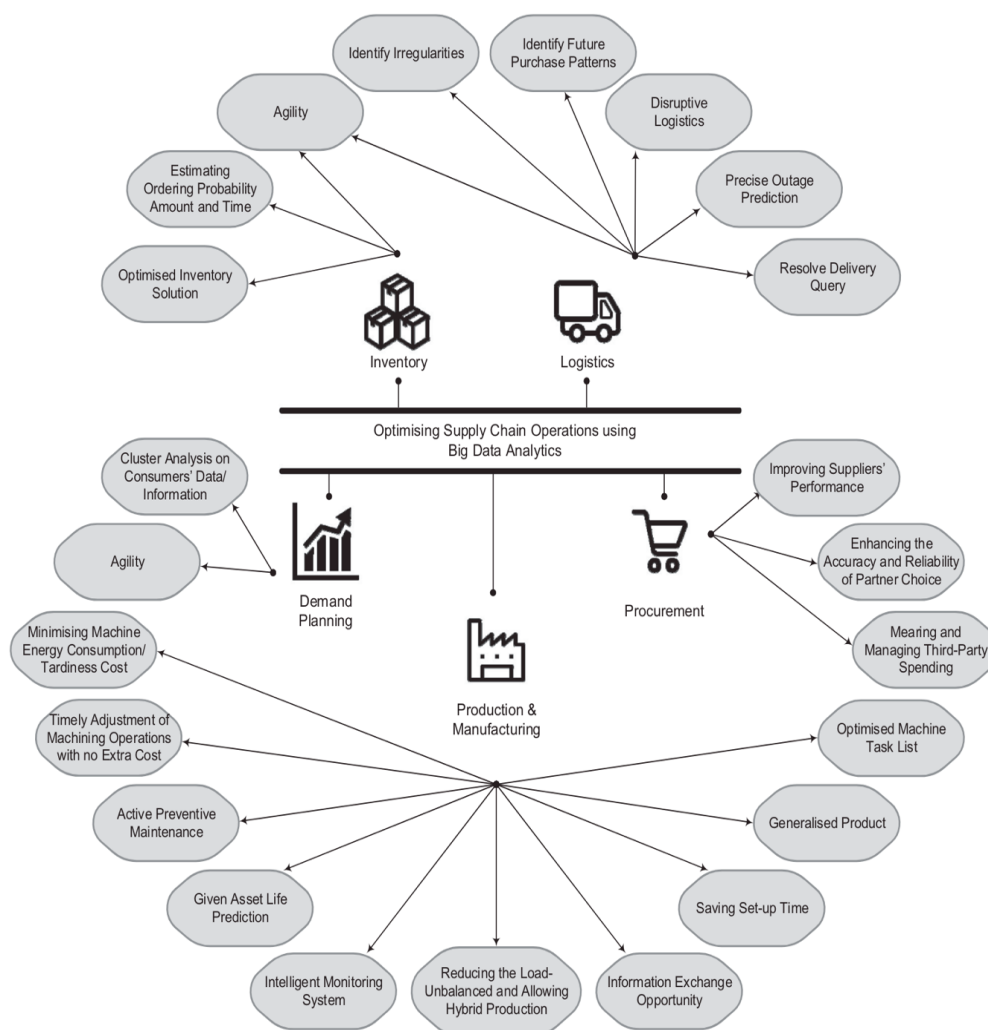 Identify Irregularities
Identify Future
Purchase Patterns
Agility
Disruptive
Logistics
Estimating
Ordering Probability
Amount and Time
Precise Outage
Prediction
Optimised Inventory
Solution
Resolve Delivery
Query
Inventory
Logistics
Optimising Supply Chain Operations using
Big Data Analytics
Cluster Analysis on
Consumers' Data/
Information
Improving Suppliers'
Performance
Agility
Enhancing the
Accuracy and Reliability
of Partner Choice
Demand
Planning
Procurement
Minimising Machine
Energy Consumption/
Tardiness Cost
Mearing and
Managing Third-Party
Spending
Production &
Manufacturing
Timely Adjustment of
Machining Operations
with no Extra Cost
Optimised Machine
Task List
Active Preventive
Maintenance
Generalised Product
Given Asset Life
Prediction
Saving Set-up Time
Intelligent Monitoring
System
Reducing the Load-
Unbalanced and Allowing
Hybrid Production
Information Exchange
Opportunity